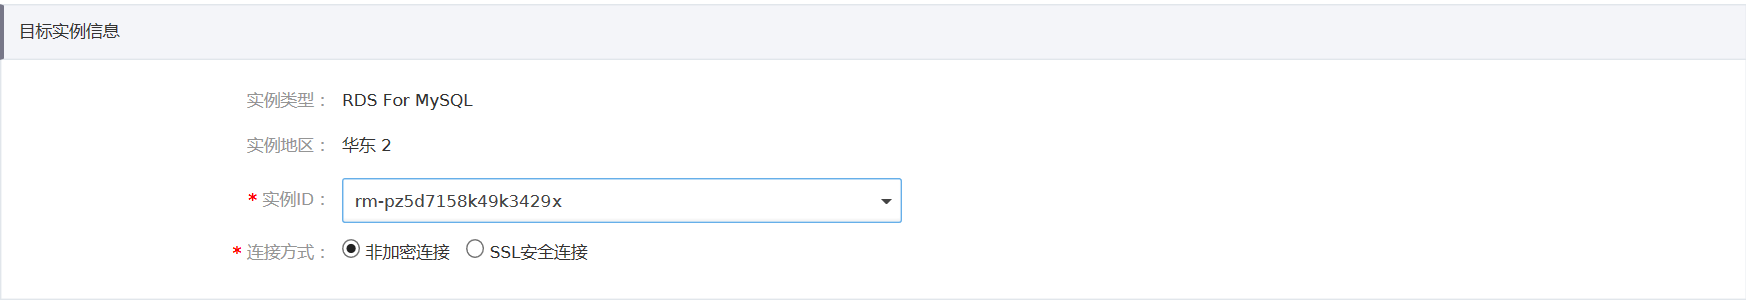 目标实例信息
实例类型： RDS For MySQL
实例地区： 华东 2
* 实例ID： rm-pz5d7158k49k3429x
* 连接方式： 非加密连接 SSL安全连接